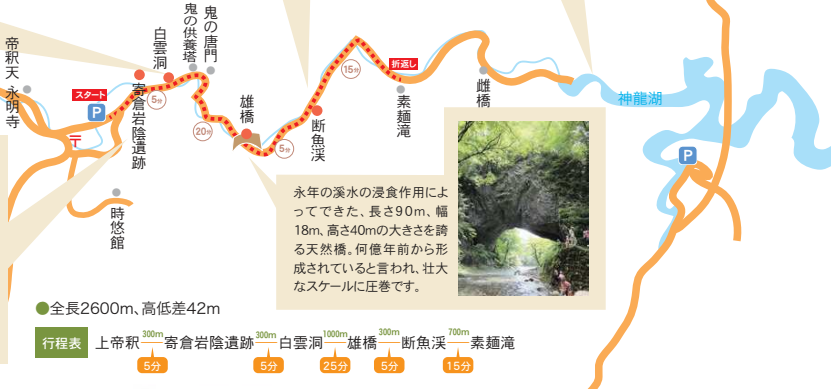 帝釈天 永明寺
スタート
P
〒
寄倉岩陰遺跡
5分
白雲洞
鬼の供養塔
鬼の唐門
20分
雄橋
5分
断魚渓
15分
折返し
素麺滝
雌橋
神龍湖
P
時悠館
永年の溪水の浸食作用によ
ってできた、長さ90m、幅
18m、高さ40mの大きさを誇
る天然橋。何億年前から形
成されていると言われ、壮大
なスケールに圧巻です。
●全長2600m、高低差42m
行程表 上帝釈 300m 寄倉岩陰遺跡 300m 白雲洞 1000m 雄橋 300m 断魚渓 700m 素麺滝
5分 5分 25分 5分 15分